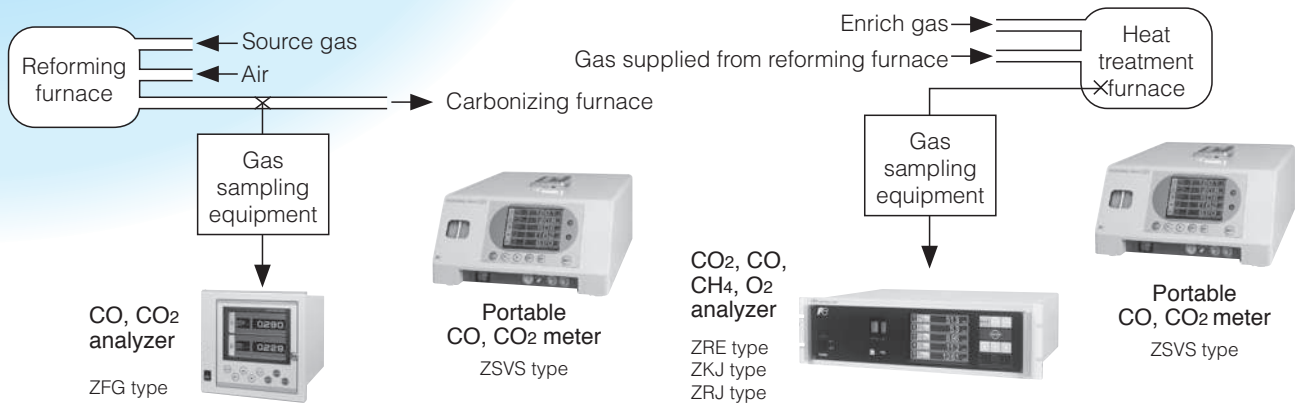 Reforming
furnace
Source gas
Air
Carbonizing furnace
Gas
sampling
equipment
CO, CO2
analyzer
ZFG type
0290
0229
Portable
CO, CO2 meter
ZSVS type
Enrich gas
Gas supplied from reforming furnace
Heat
treatment
furnace
Gas
sampling
equipment
CO2, CO,
CH4, O2
analyzer
ZRE type
ZKJ type
ZRJ type
Portable
CO, CO2 meter
ZSVS type